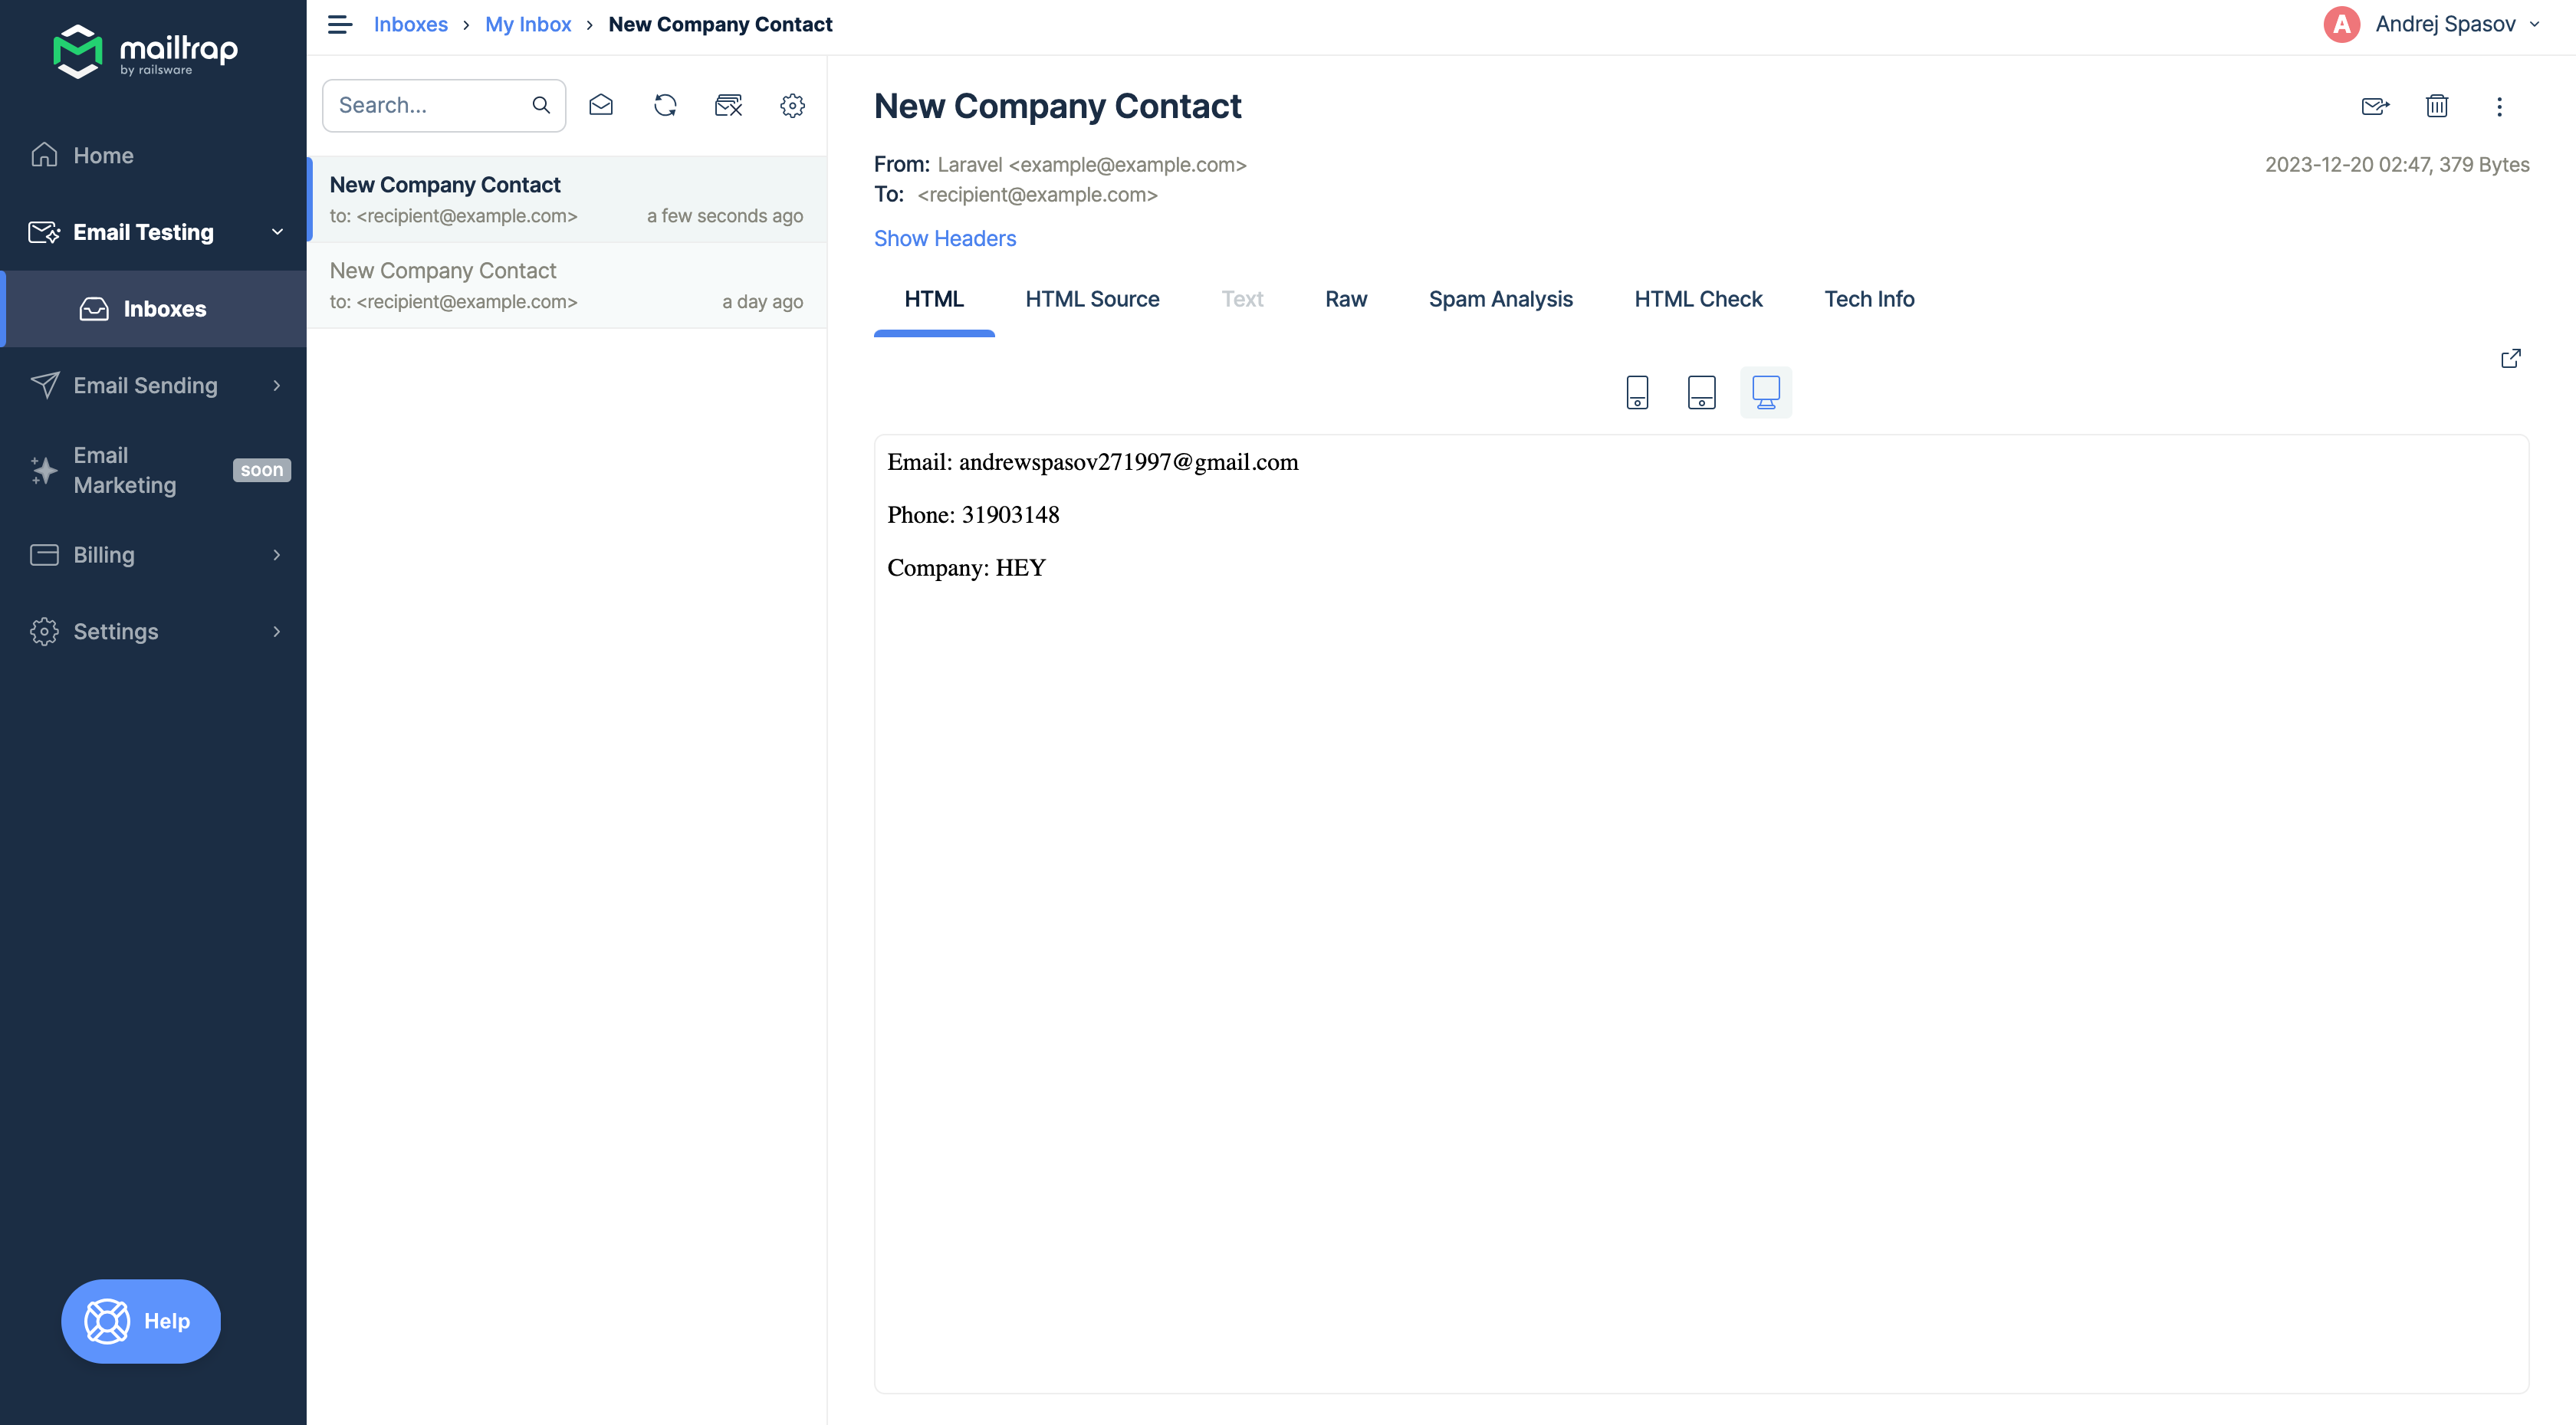 mailtrap
by railsware
Home
Email Testing
Inboxes
Email Sending
Email
Marketing
soon
Billing
Settings
Help
Inboxes › My Inbox › New Company Contact
A Andrej Spasov
Search...
New Company Contact
to: <recipient@example.com> a few seconds ago
New Company Contact
to: <recipient@example.com> a day ago
New Company Contact
From: Laravel <example@example.com>
2023-12-20 02:47, 379 Bytes
To: <recipient@example.com>
Show Headers
HTML HTML Source Text Raw Spam Analysis HTML Check Tech Info
Email: andrewspasov271997@gmail.com
Phone: 31903148
Company: HEY